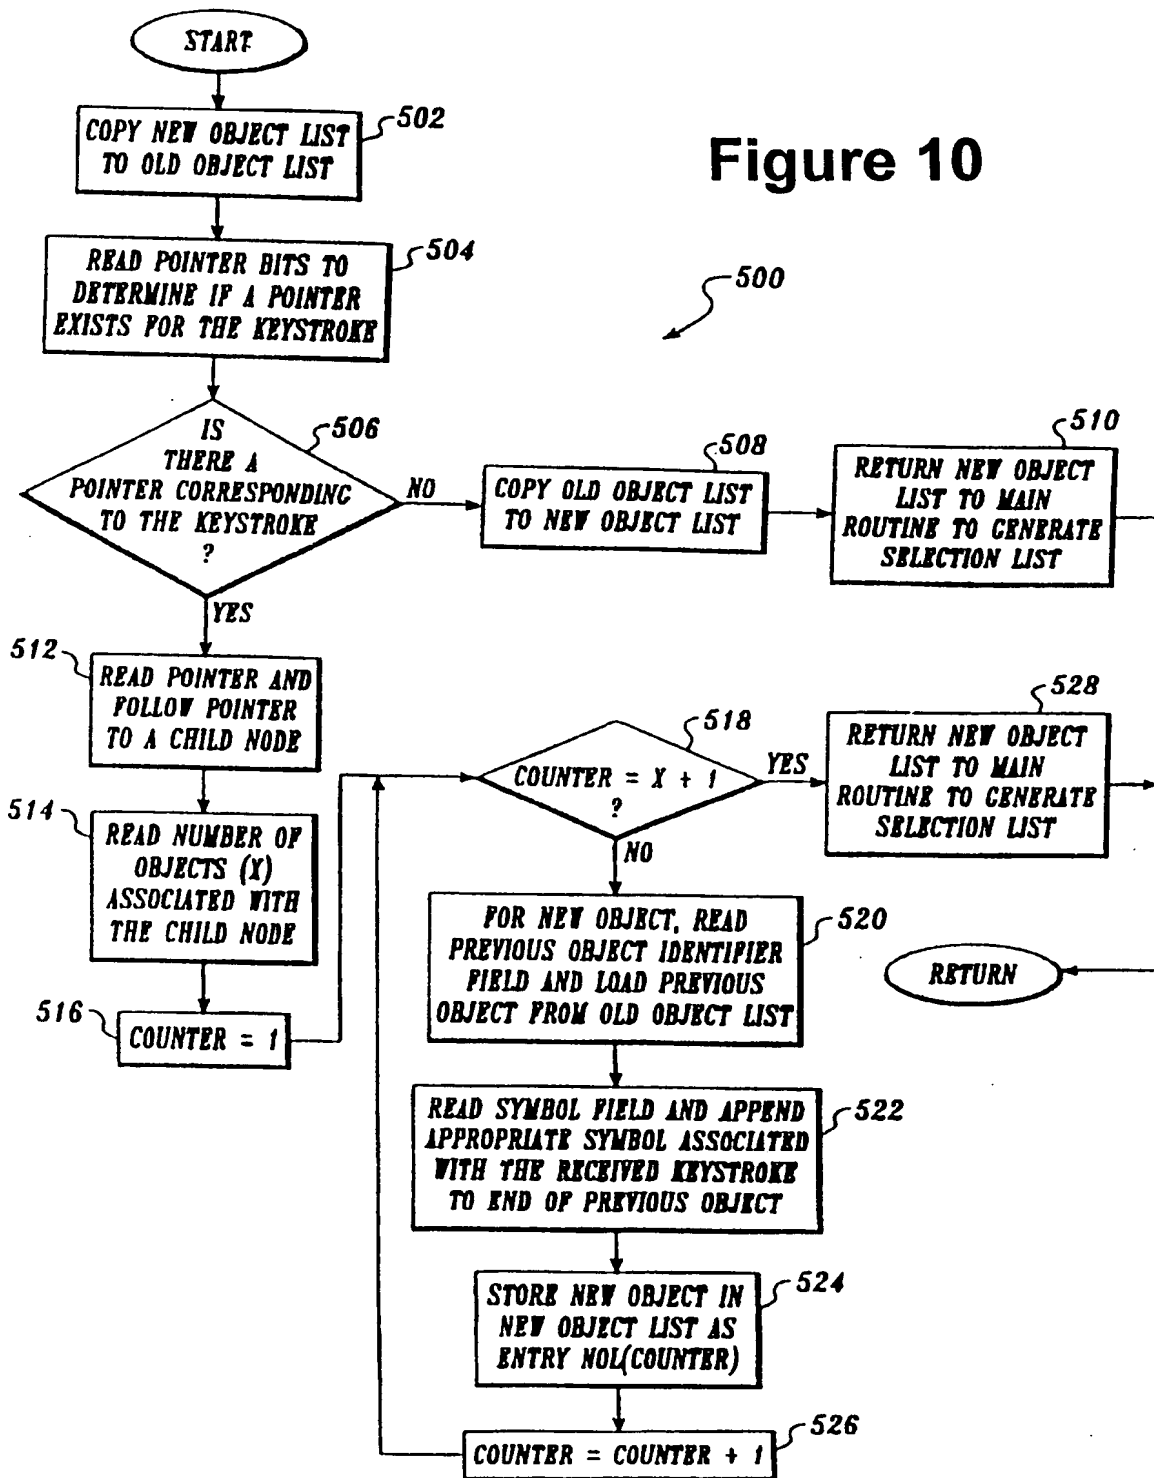 START
502
COPY NEW OBJECT LIST
TO OLD OBJECT LIST
Figure 10
504
READ POINTER BITS TO
DETERMINE IF A POINTER
EXISTS FOR THE KEYSTROKE
500
506
IS
THERE A
POINTER CORRESPONDING
TO THE KEYSTROKE
?
NO
508
COPY OLD OBJECT LIST
TO NEW OBJECT LIST
510
RETURN NEW OBJECT
LIST TO MAIN
ROUTINE TO GENERATE
SELECTION LIST
YES
512
READ POINTER AND
FOLLOW POINTER
TO A CHILD NODE
514
READ NUMBER OF
OBJECTS (X)
ASSOCIATED WITH
THE CHILD NODE
516
COUNTER = 1
518
COUNTER = X + 1
?
YES
528
RETURN NEW OBJECT
LIST TO MAIN
ROUTINE TO GENERATE
SELECTION LIST
NO
520
FOR NEW OBJECT, READ
PREVIOUS OBJECT IDENTIFIER
FIELD AND LOAD PREVIOUS
OBJECT FROM OLD OBJECT LIST
RETURN
522
READ SYMBOL FIELD AND APPEND
APPROPRIATE SYMBOL ASSOCIATED
WITH THE RECEIVED KEYSTROKE
TO END OF PREVIOUS OBJECT
524
STORE NEW OBJECT IN
NEW OBJECT LIST AS
ENTRY NOL(COUNTER)
526
COUNTER = COUNTER + 1